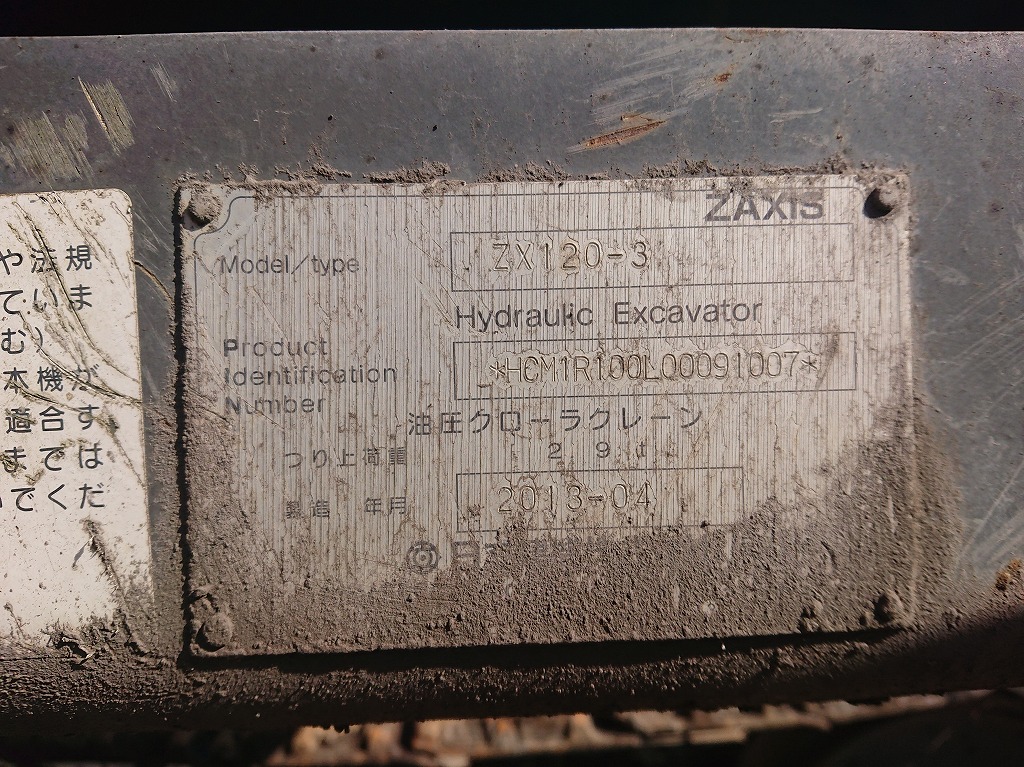 や法規
ていま
む)
本機が
適合す
までは
いでくだ
ZAXIS
Model/type ZX120-3
Hydraulic Excavator
Product
Identification
Number
*HCM1R100L00091007*
油圧クローラクレーン
つり上荷重 2 9 t
製造 年月 2013-04
日